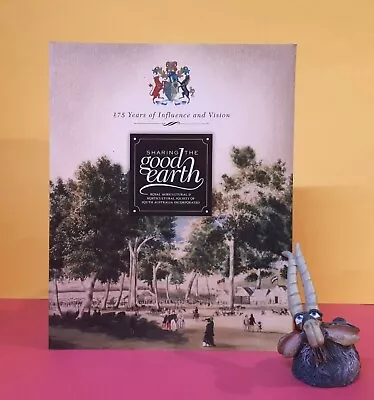 175 Years of Influence and Vision
SHARING THE
good
earth
ROYAL AGRICULTURAL &
HORTICULTURAL SOCIETY OF
SOUTH AUSTRALIA INCORPORATED